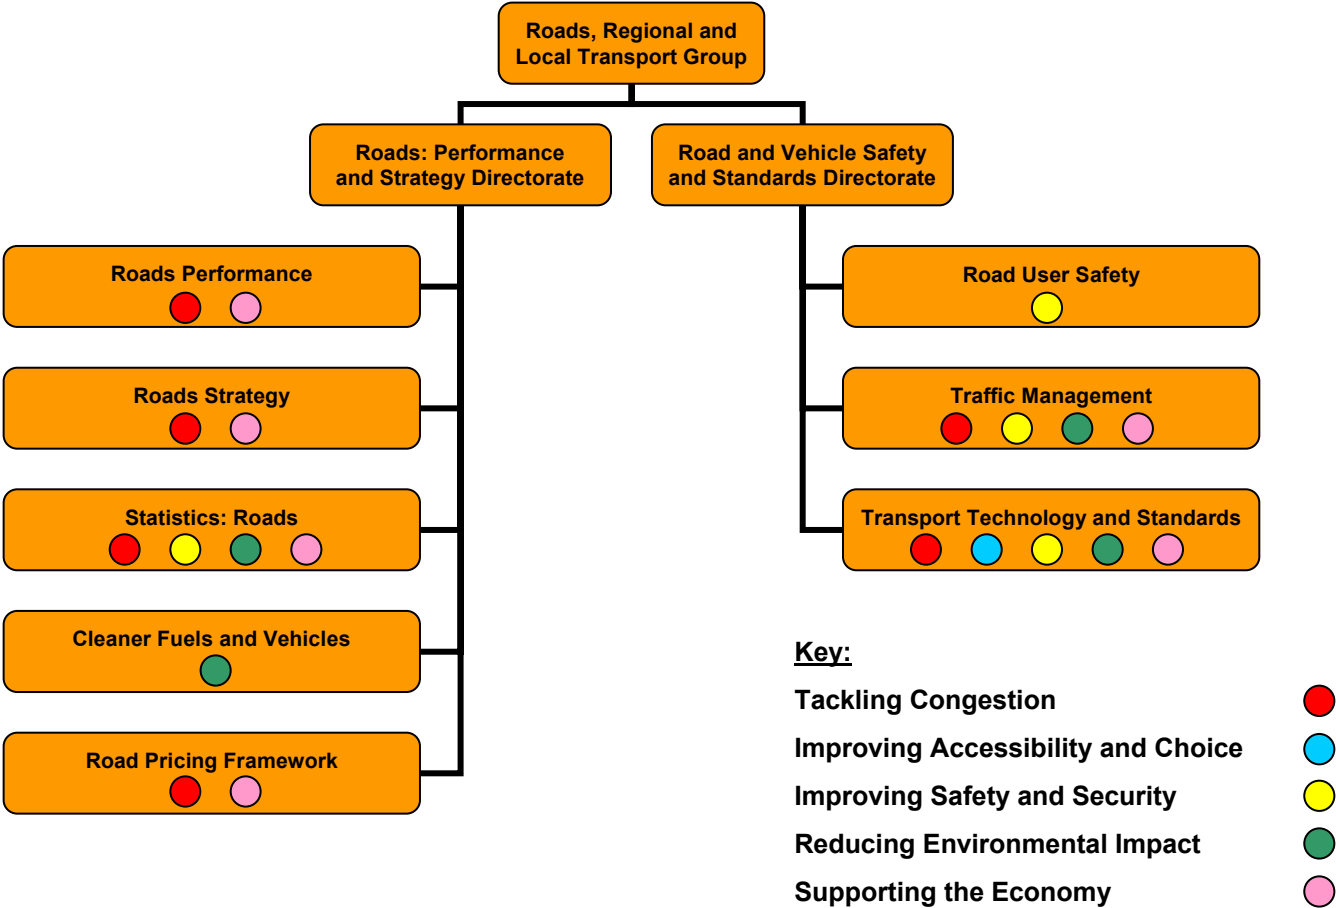 Roads, Regional and
Local Transport Group
Roads: Performance
and Strategy Directorate
Road and Vehicle Safety
and Standards Directorate
Roads Performance
Roads Strategy
Statistics: Roads
Cleaner Fuels and Vehicles
Road Pricing Framework
Road User Safety
Traffic Management
Transport Technology and Standards
Key:
Tackling Congestion
Improving Accessibility and Choice
Improving Safety and Security
Reducing Environmental Impact
Supporting the Economy